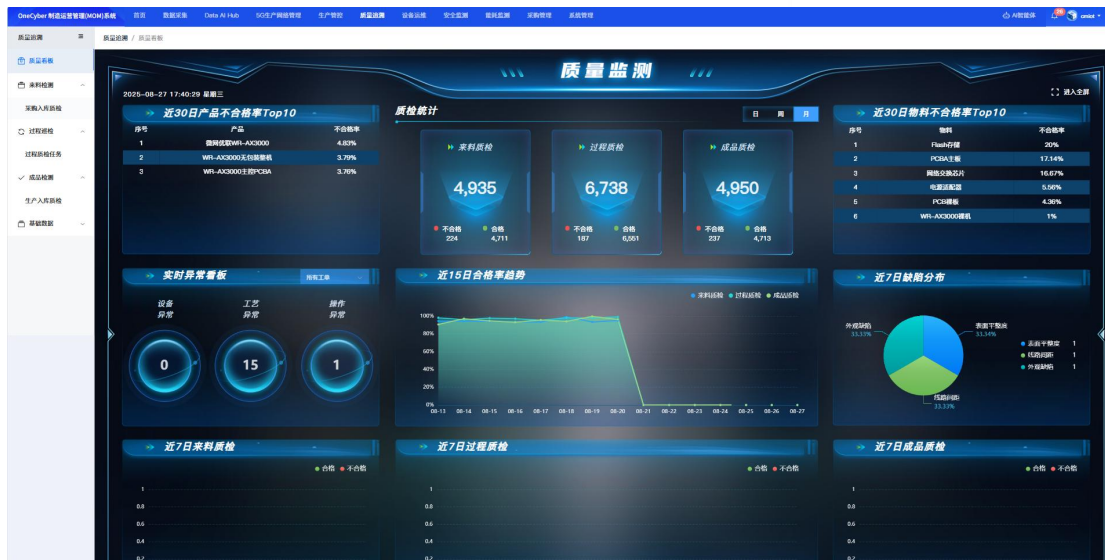 OneCyber 制造运营管理(MOM)系统 首页 数据采集 Data AI Hub 5G生产网络管理 生产管控 质量追溯 设备运维 安全监测 能耗监测 采购管理 系统管理 AI智能体 omiot
质量追溯
质量追溯 / 质量看板
质量看板
来料检测
采购入库质检
过程巡检
过程质检任务
成品检测
生产入库质检
基础数据
质量监测
2025-08-27 17:40:29 星期三
进入全屏
近30日产品不合格率Top10
序号 产品 不合格率
1 微网优联WR-AX3000 4.83%
2 WR-AX3000无包装整机 3.79%
3 WR-AX3000主控PCBA 3.76%
质检统计
日 周 月
来料质检
4,935
不合格 合格
224 4,711
过程质检
6,738
不合格 合格
187 6,551
成品质检
4,950
不合格 合格
237 4,713
近30日物料不合格率Top10
序号 物料 不合格率
1 Flash存储 20%
2 PCBA主板 17.14%
3 网络交换芯片 16.67%
4 电源适配器 5.56%
5 PCB裸板 4.36%
6 WR-AX3000裸机 1%
实时异常看板
所有工单
设备异常
0
工艺异常
15
操作异常
1
近15日合格率趋势
来料质检 过程质检 成品质检
100%
80%
60%
40%
20%
0%
08-13 08-14 08-15 08-16 08-17 08-18 08-19 08-20 08-21 08-22 08-23 08-24 08-25 08-26 08-27
近7日缺陷分布
外观缺陷
33.33%
表面平整度
33.34%
线路间距
33.33%
表面平整度 1
线路间距 1
外观缺陷 1
近7日来料质检
合格 不合格
1
0.8
0.6
0.4
0.2
近7日过程质检
合格 不合格
1
0.8
0.6
0.4
0.2
近7日成品质检
合格 不合格
1
0.8
0.6
0.4
0.2